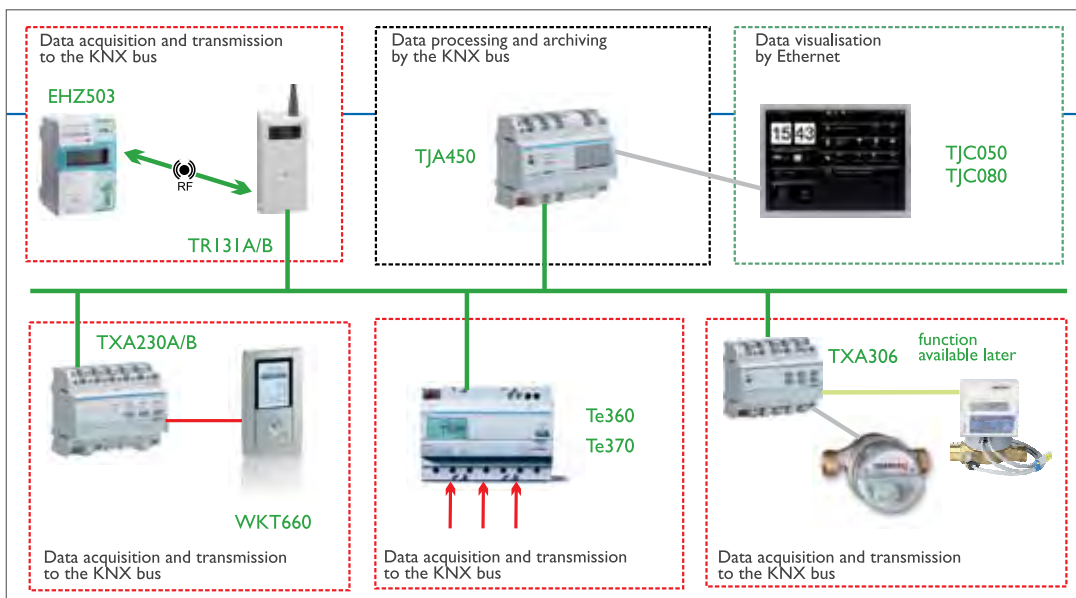 Data acquisition and transmission
to the KNX bus
EHZ503
RF
TR131A/B
Data processing and archiving
by the KNX bus
TJA450
Data visualisation
by Ethernet
15 43
TJC050
TJC080
TXA230A/B
WKT660
Data acquisition and transmission
to the KNX bus
Te360
Te370
Data acquisition and transmission
to the KNX bus
TXA306
function
available later
Data acquisition and transmission
to the KNX bus